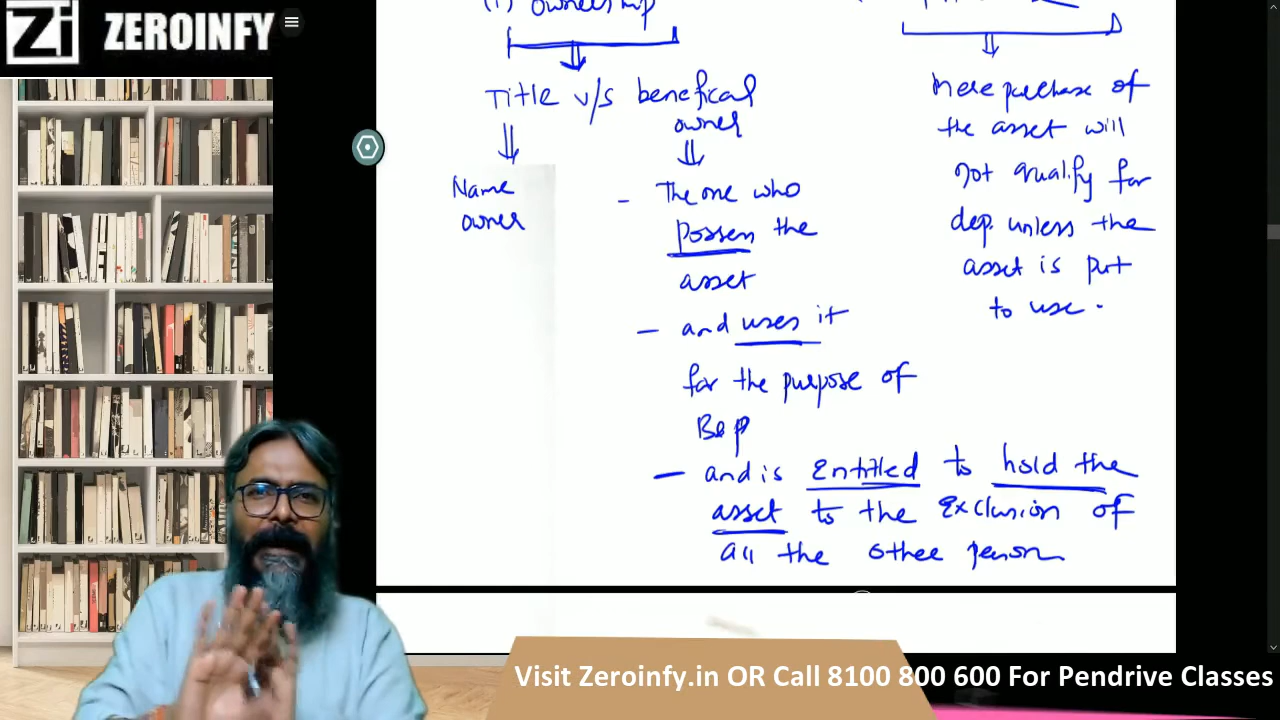 Zi ZEROINFY
(i) ownership
Title v/s benefical
owner
Name
owner
- The one who
possess the
asset
- and uses it
for the purpose of
B&P
- and is Entitled to hold the
asset to the Exclusion of
all the other person
mere purchase of
the asset will
not qualify for
dep. unless the
asset is put
to use.
Visit Zeroinfy.in OR Call 8100 800 600 For Pendrive Classes